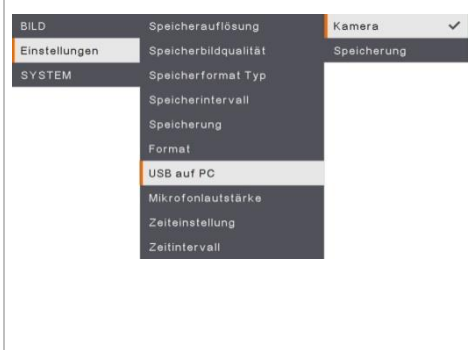 BILD
Einstellungen
SYSTEM
Speicherauflösung
Speicherbildqualität
Speicherformat Typ
Speicherintervall
Speicherung
Format
USB auf PC
Mikrofonlautstärke
Zeiteinstellung
Zeitintervall
Kamera
Speicherung